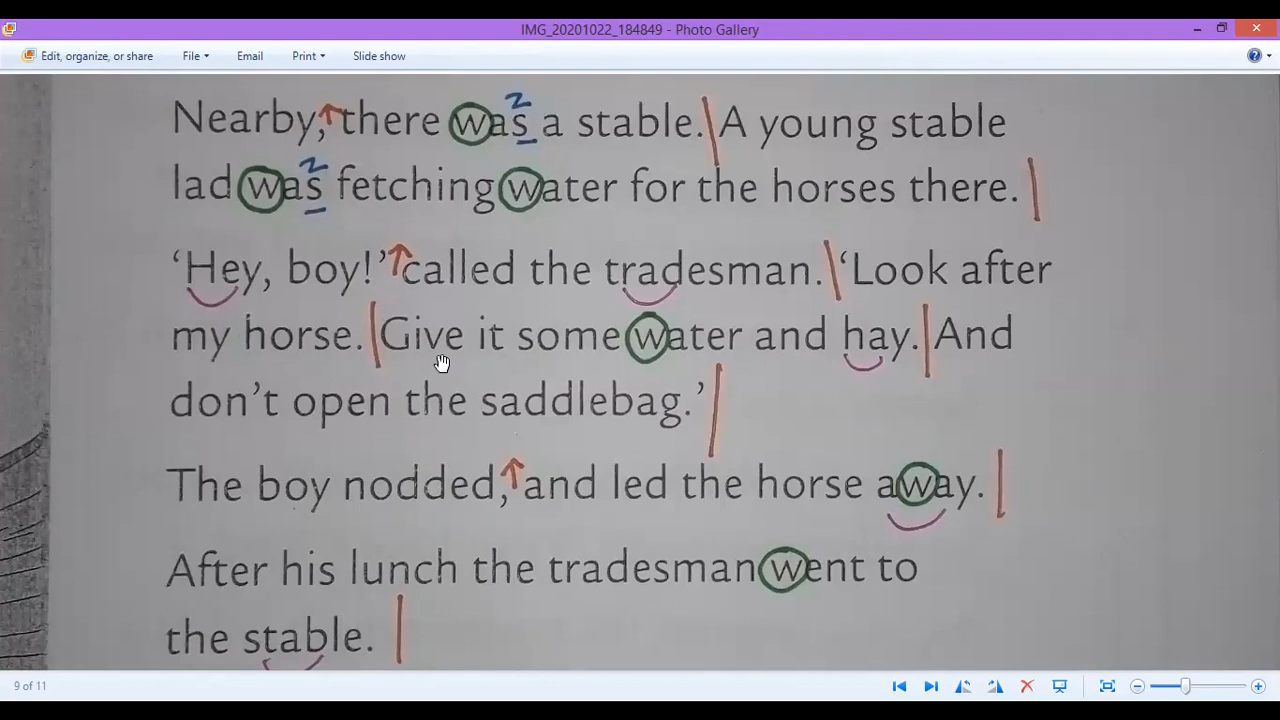 IMG_20201022_184849 - Photo Gallery
Edit, organize, or share File Email Print Slide show
Nearby, there was a stable. A young stable
lad was fetching water for the horses there.
‘Hey, boy!’ called the tradesman. ‘Look after
my horse. Give it some water and hay. And
don’t open the saddlebag.’
The boy nodded, and led the horse away.
After his lunch the tradesman went to
the stable.
9 of 11